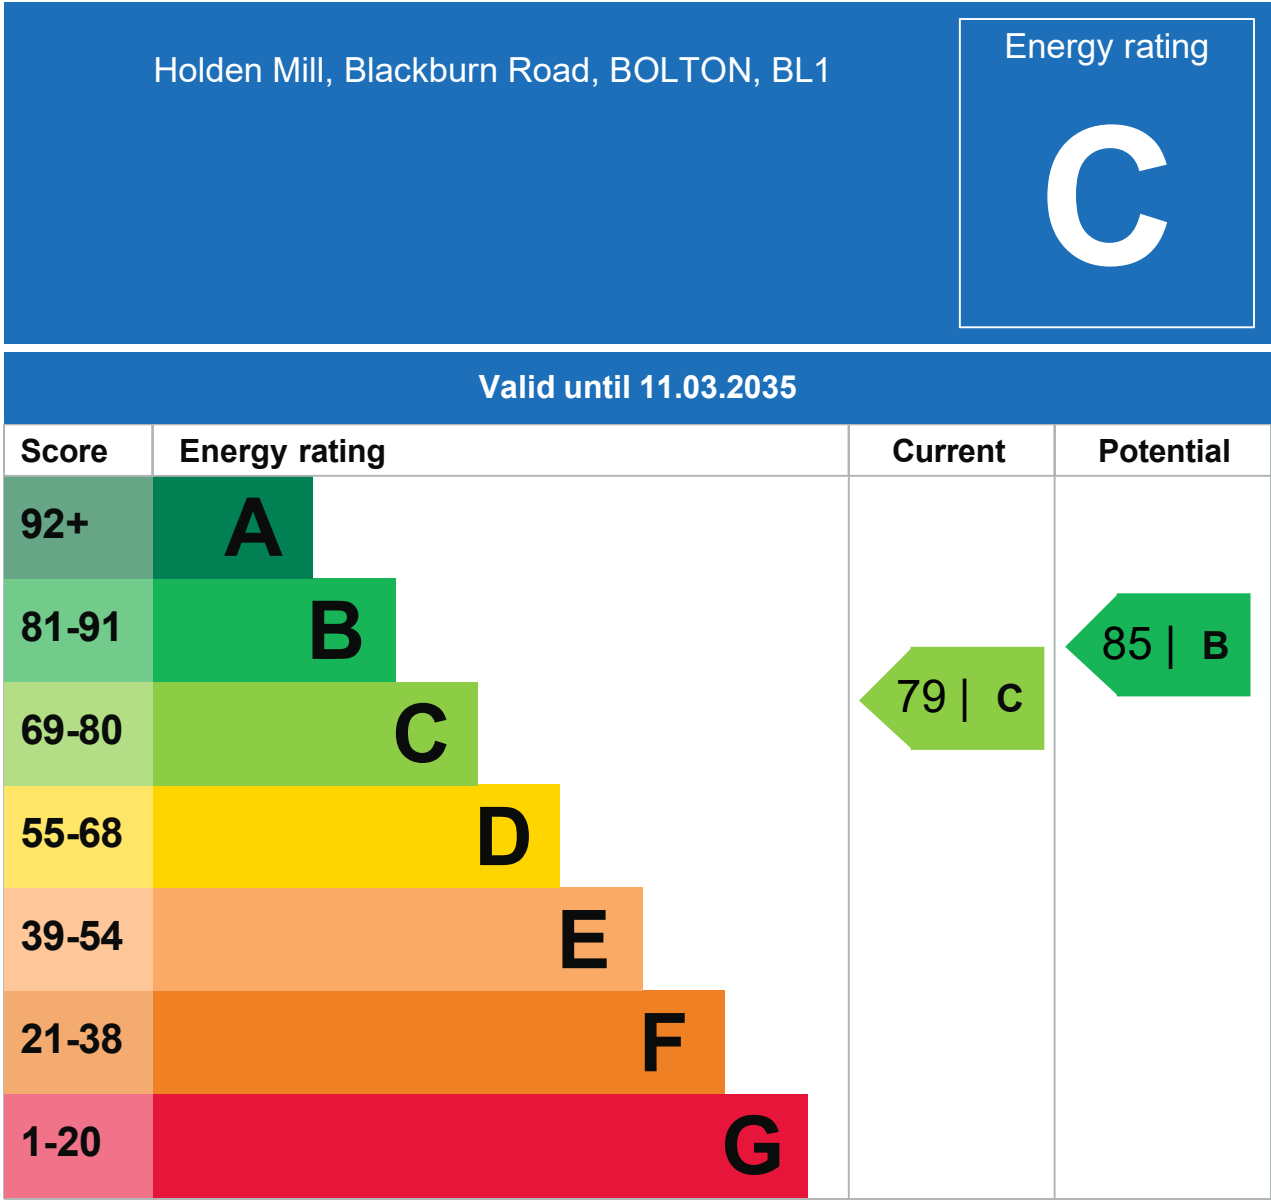 Holden Mill, Blackburn Road, BOLTON, BL1
Energy rating
C
Valid until 11.03.2035
Score Energy rating Current Potential
92+ A
81-91 B
85 | B
69-80 C
79 | C
55-68 D
39-54 E
21-38 F
1-20 G